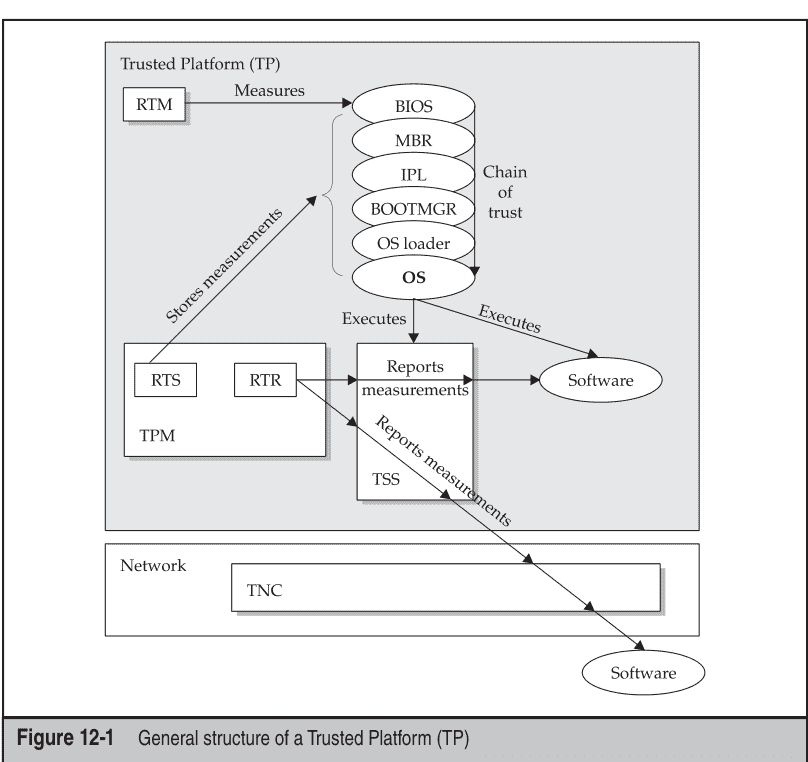 Trusted Platform (TP)
RTM
Measures
BIOS
MBR
IPL
BOOTMGR
OS loader
OS
Chain
of
trust
Stores measurements
Executes
Executes
RTS
RTR
TPM
Reports
measurements
Software
Reports measurements
TSS
Network
TNC
Software
Figure 12-1 General structure of a Trusted Platform (TP)